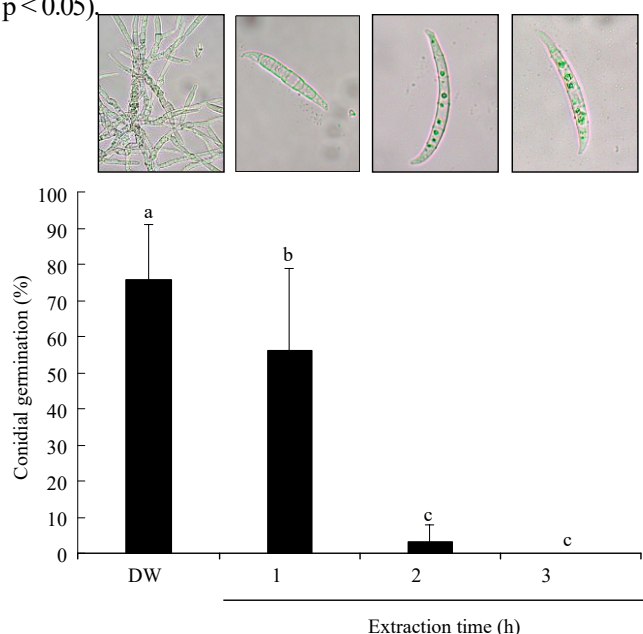 p < 0.05).
100
a
90
b
80
70
60
50
40
30
20
c
10
c
0
Conidial germination (%)
DW 1 2 3
Extraction time (h)